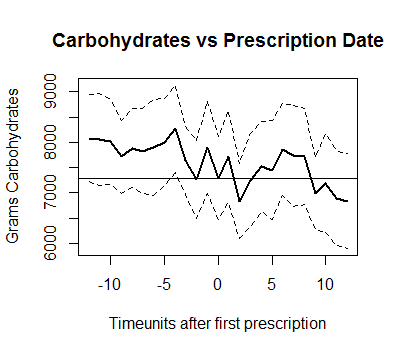 Carbohydrates vs Prescription Date
Grams Carbohydrates
9000
8000
7000
6000
-10 -5 0 5 10
Timeunits after first prescription